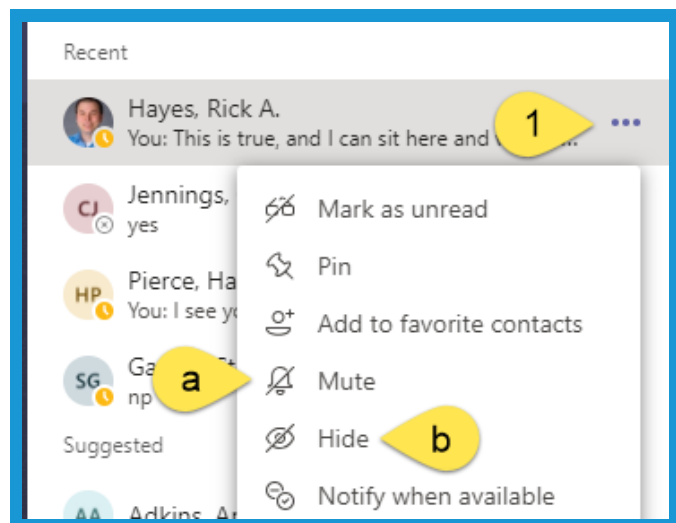 Recent
Hayes, Rick A.
You: This is true, and I can sit here and
1
•••
CJ
Jennings,
yes
HP
Pierce, Ha
You: I see
SG
np
Suggested
AA
Adkins,
Mark as unread
Pin
Add to favorite contacts
a
Mute
Hide
b
Notify when available